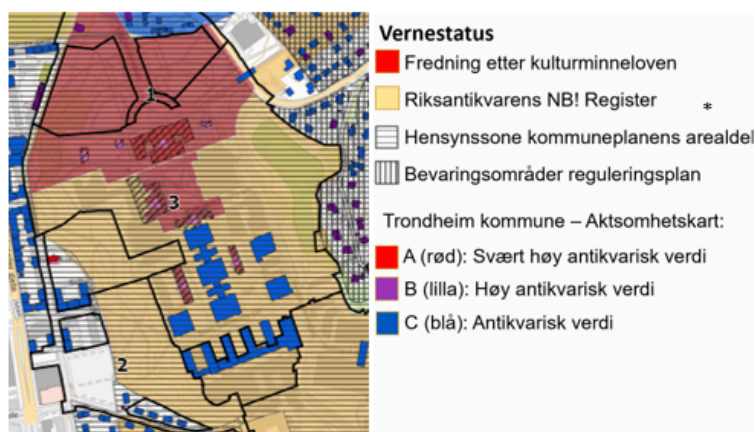 1
3
2
Vernestatus
Fredning etter kulturminneloven
Riksantikvarens NB! Register *
Hensynssone kommuneplanens arealdel
Bevaringsområder reguleringsplan
Trondheim kommune – Aktsomhetskart:
A (rød): Svært høy antikvarisk verdi
B (lilla): Høy antikvarisk verdi
C (blå): Antikvarisk verdi